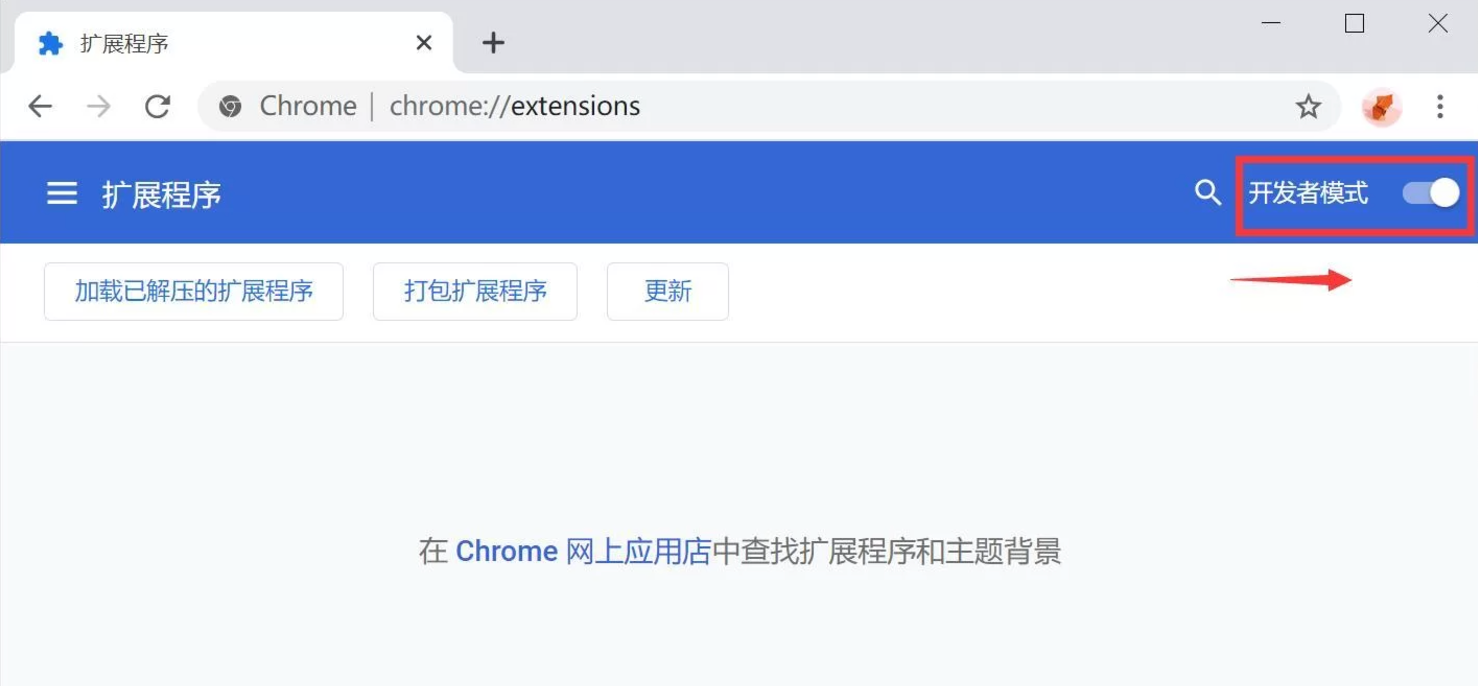 扩展程序
Chrome | chrome://extensions
扩展程序
开发者模式
加载已解压的扩展程序
打包扩展程序
更新
在 Chrome 网上应用店中查找扩展程序和主题背景